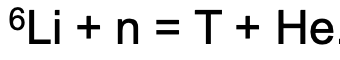 ⁶Li + n = T + He.